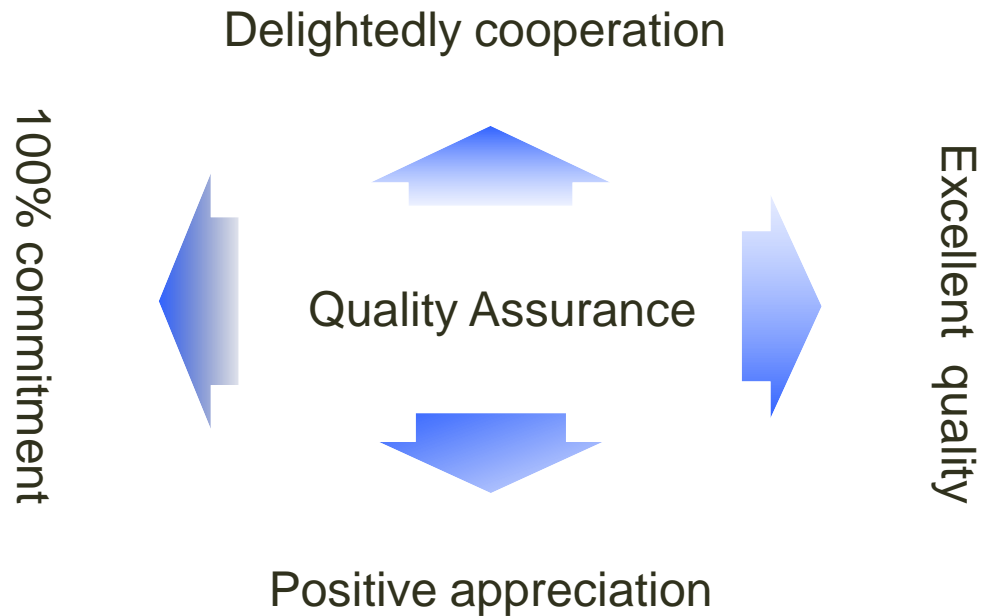 Delightedly cooperation
100% commitment
Excellent quality
Quality Assurance
Positive appreciation